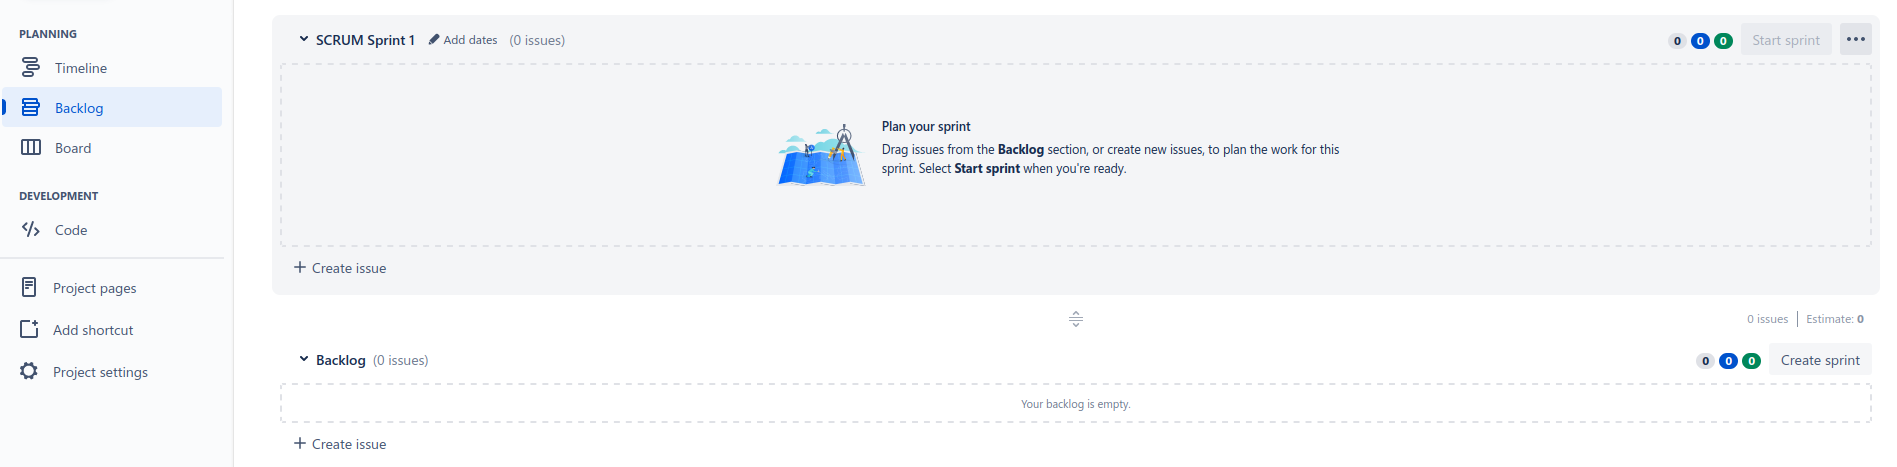 PLANNING
Timeline
Backlog
Board
DEVELOPMENT
Code
Project pages
Add shortcut
Project settings
SCRUM Sprint 1 Add dates (0 issues) 0 0 0 Start sprint
Plan your sprint
Drag issues from the Backlog section, or create new issues, to plan the work for this
sprint. Select Start sprint when you're ready.
+ Create issue
0 issues | Estimate: 0
Backlog (0 issues) 0 0 0 Create sprint
Your backlog is empty.
+ Create issue